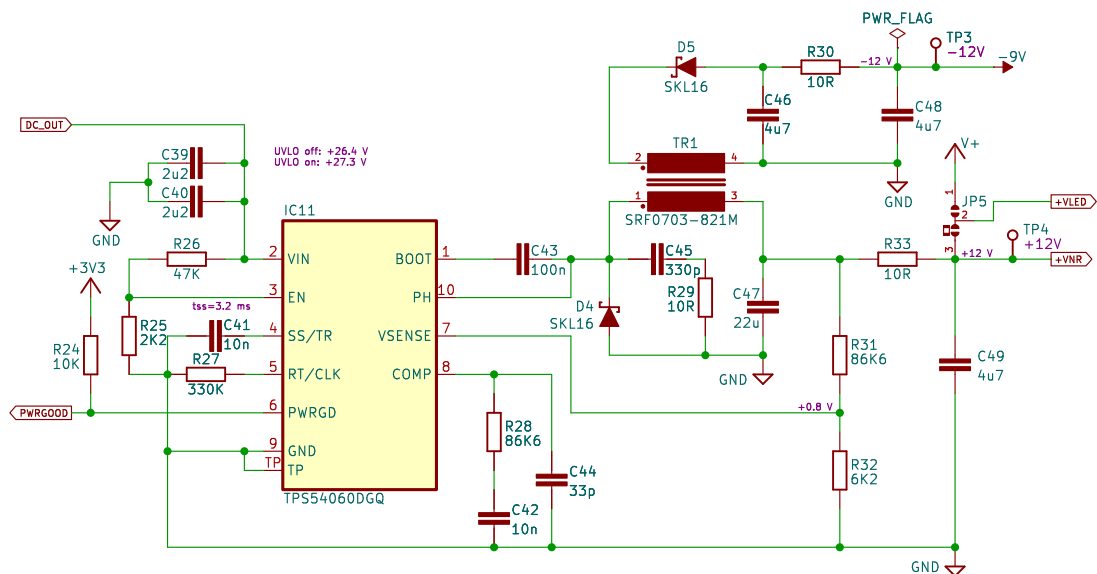 PWR_FLAG
TP3
-12V
D5
SKL16
R30
10R
-12 V
-9V
C46
4u7
C48
4u7
GND
DC_OUT
C39
2u2
C40
2u2
GND
UVLO off: +26.4 V
UVLO on: +27.3 V
TR1
2
4
1
3
SRF0703-821M
V+
1
JP5
2
3
+VLED
TP4
+12V
+12 V
+VNR
IC11
R26
47K
2
VIN
BOOT
1
C43
100n
C45
330p
R33
10R
+3V3
3
EN
PH
10
R29
10R
C47
22u
tss=3.2 ms
D4
SKL16
R25
2K2
C41
10n
4
SS/TR
VSENSE
7
R24
10K
R27
330K
5
RT/CLK
COMP
8
GND
R31
86K6
C49
4u7
PWRGOOD
6
PWRGD
+0.8 V
R28
86K6
9
GND
TP
TP
C44
33p
R32
6K2
TPS54060DGQ
C42
10n
GND